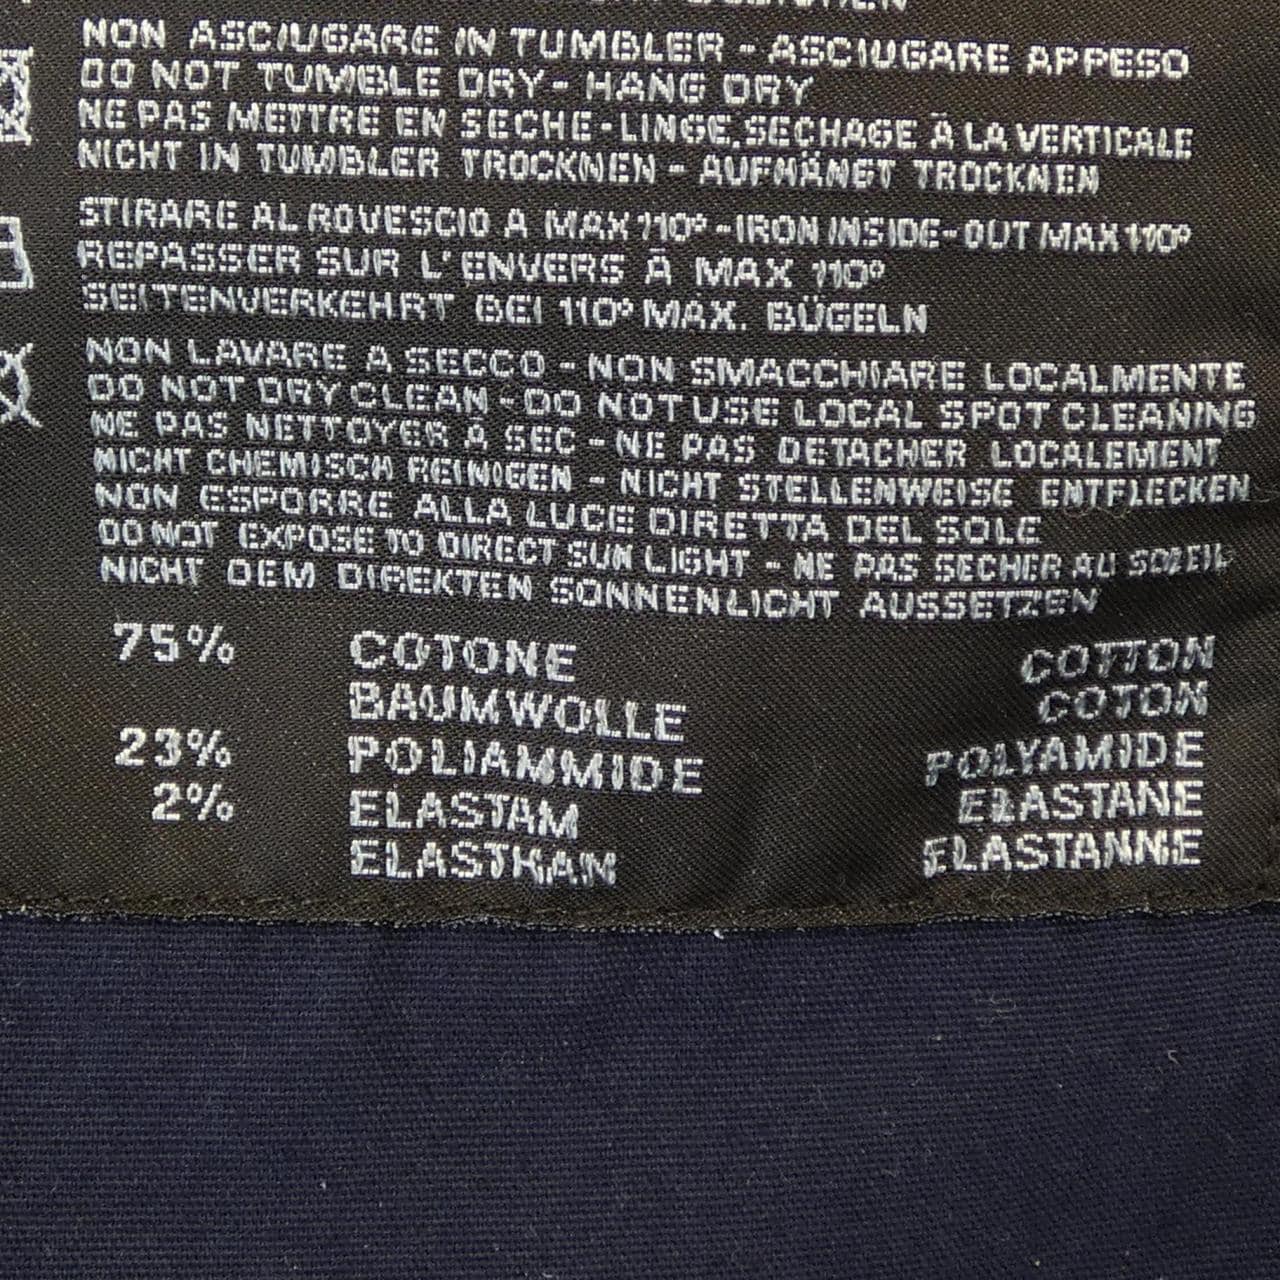 NON ASCIUGARE IN TUMBLER - ASCIUGARE APPESO
DO NOT TUMBLE DRY - HANG DRY
NE PAS METTRE EN SECHE-LINGE,SECHAGE À LA VERTICALE
NICHT IN TUMBLER TROCKNEN - AUFHÄNGT TROCKNEN
STIRARE AL ROVESCIO A MAX 110° - IRON INSIDE-OUT MAX 110°
REPASSER SUR L'ENVERS À MAX 110°
SEITENVERKEHRT BEI 110° MAX. BÜGELN
NON LAVARE A SECCO - NON SMACCHIARE LOCALMENTE
DO NOT DRY CLEAN - DO NOT USE LOCAL SPOT CLEANING
NE PAS NETTOYER A SEC - NE PAS DETACHER LOCALEMENT
NICHT CHEMISCH REINIGEN - NICHT STELLENWEISE ENTFLECKEN
NON ESPORRE ALLA LUCE DIRETTA DEL SOLE
DO NOT EXPOSE TO DIRECT SUN LIGHT - NE PAS SECHER AU SOLEIL
NICHT DEM DIREKTEN SONNENLICHT AUSSETZEN
75% COTONE COTTON
BAUMWOLLE COTON
23% POLIAMMIDE POLYAMIDE
2% ELASTAM ELASTANE
ELASTHAN ELASTANNE